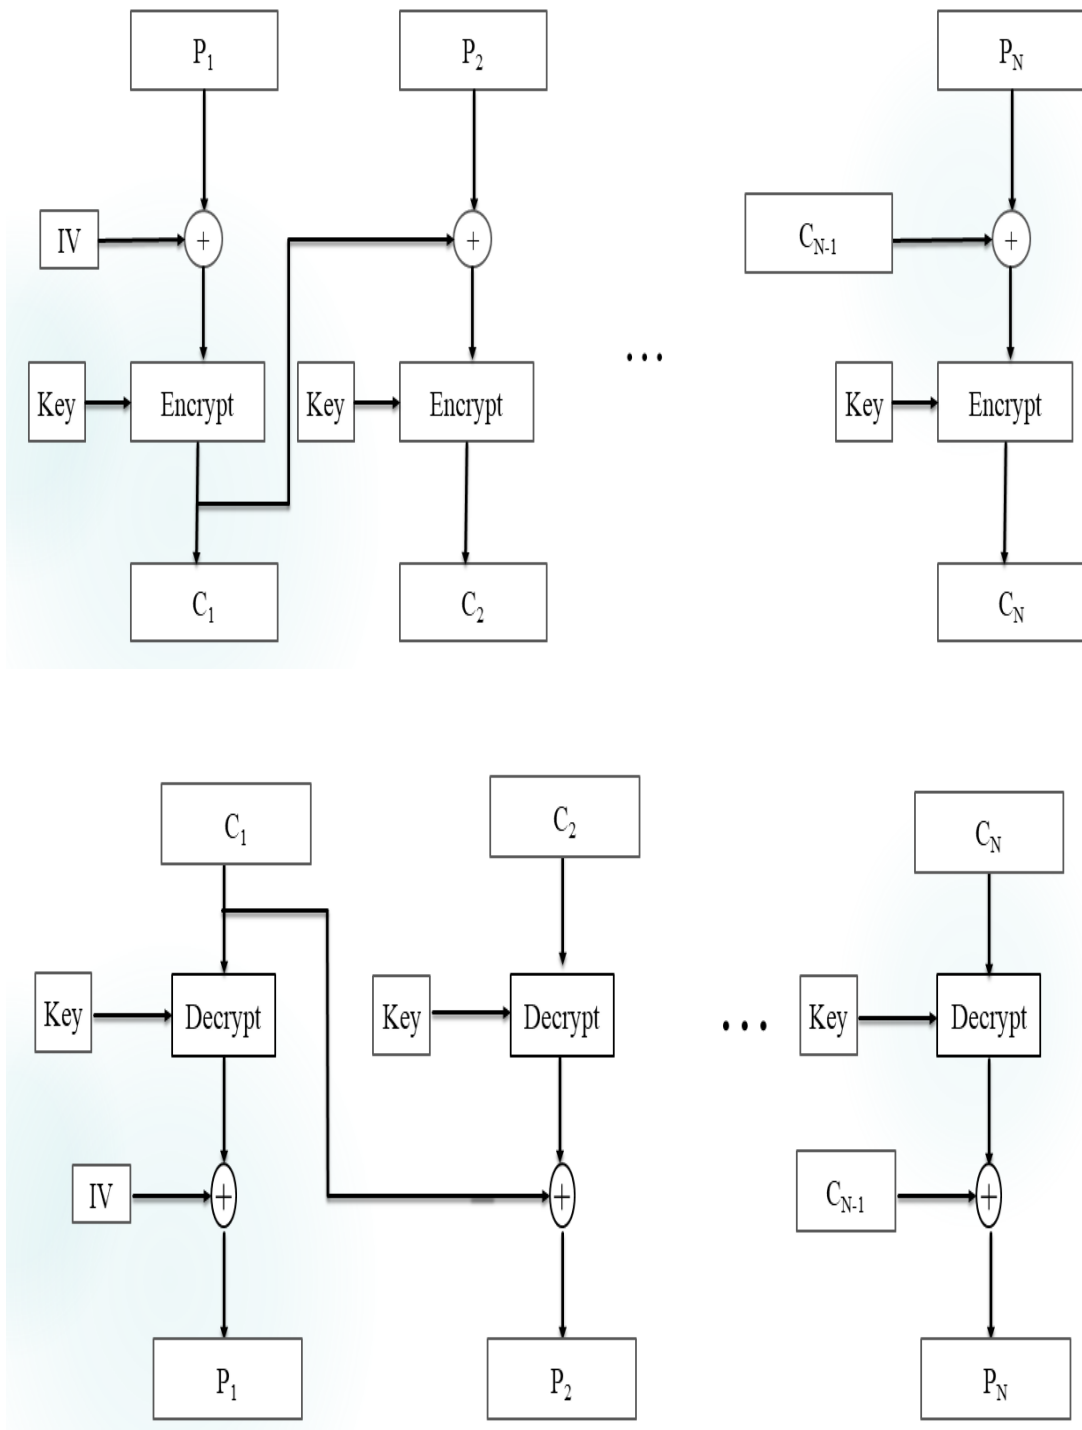 P1 P2 PN
IV + + CN-1 +
...
Key Encrypt Key Encrypt Key Encrypt
C1 C2 CN
C1 C2 CN
Key Decrypt Key Decrypt ... Key Decrypt
IV + + CN-1 +
P1 P2 PN